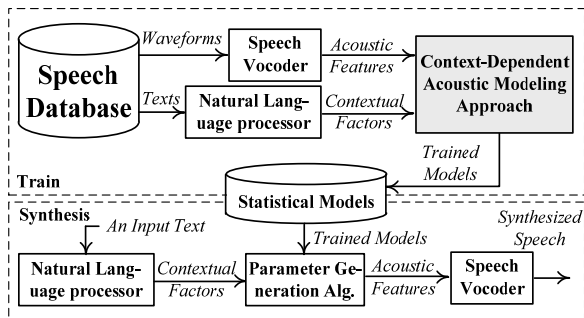 Speech
Database
Waveforms
Speech
Vocoder
Acoustic
Features
Texts
Natural Lang-
uage processor
Contextual
Factors
Context-Dependent
Acoustic Modeling
Approach
Trained
Models
Train
Statistical Models
Synthesis
An Input Text
Natural Lang-
uage processor
Contextual
Factors
Trained Models
Parameter Ge-
neration Alg.
Acoustic
Features
Speech
Vocoder
Synthesized
Speech